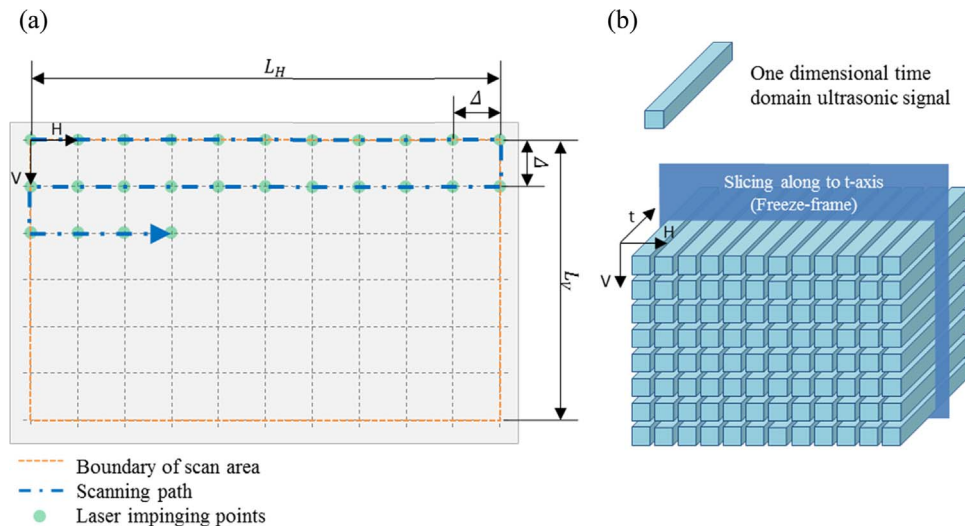 (a)
L_H
Δ
H
Δ
V
L_V
Boundary of scan area
Scanning path
Laser impinging points
(b)
One dimensional time
domain ultrasonic signal
Slicing along to t-axis
(Freeze-frame)
t
H
V